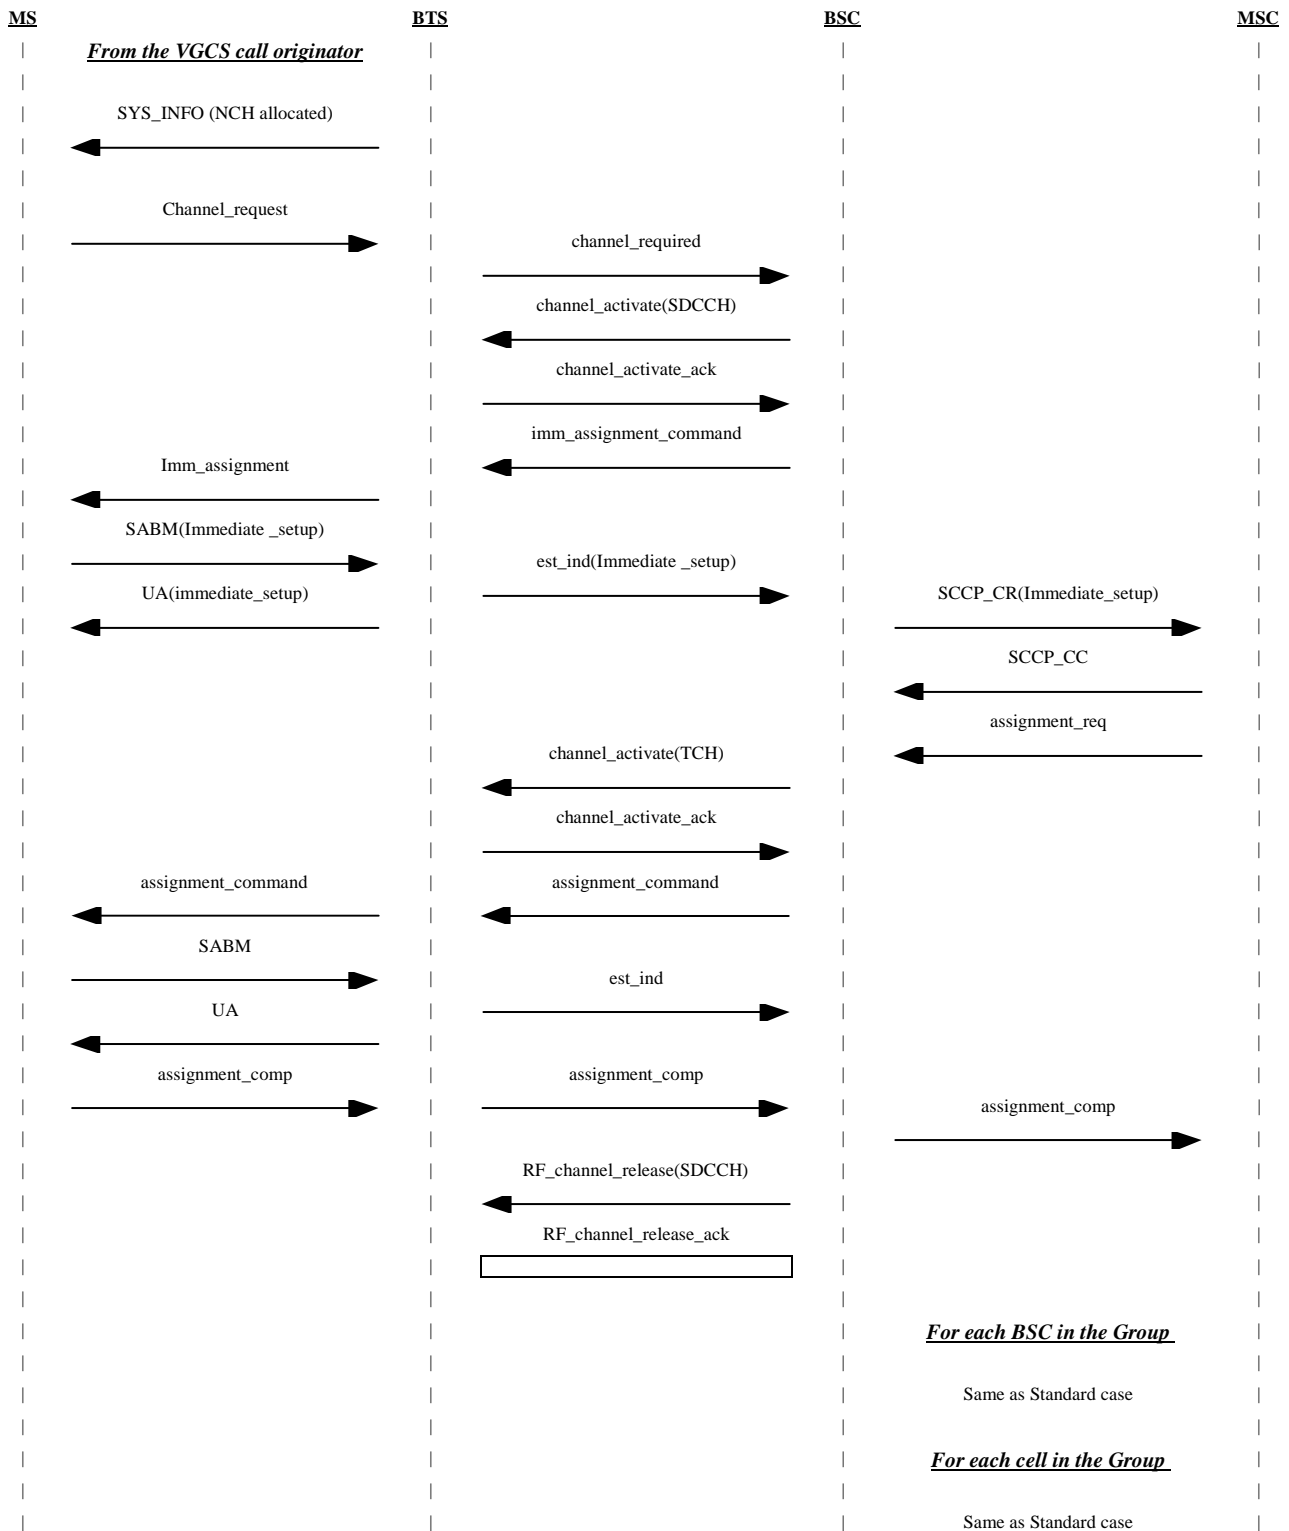 MS BTS BSC MSC
From the VGCS call originator
SYS_INFO (NCH allocated)
Channel_request
channel_required
channel_activate(SDCCH)
channel_activate_ack
imm_assignment_command
Imm_assignment
SABM(Immediate _setup)
est_ind(Immediate _setup)
UA(immediate_setup)
SCCP_CR(Immediate_setup)
SCCP_CC
assignment_req
channel_activate(TCH)
channel_activate_ack
assignment_command assignment_command
SABM
est_ind
UA
assignment_comp assignment_comp
assignment_comp
RF_channel_release(SDCCH)
RF_channel_release_ack
For each BSC in the Group
Same as Standard case
For each cell in the Group
Same as Standard case